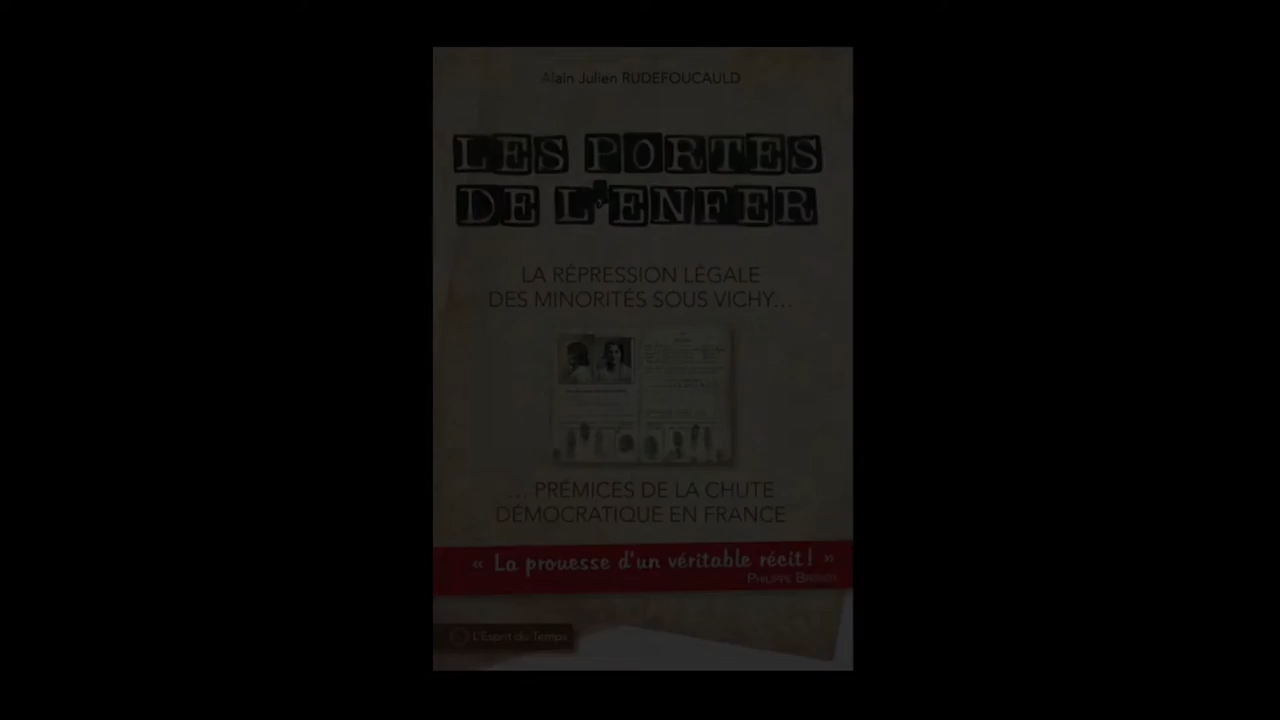 Alain Julien RUDEFOUCAULD
LES PORTES
DE L'ENFER
LA RÉPRESSION LÉGALE
DES MINORITÉS SOUS VICHY...
... PRÉMICES DE LA CHUTE
DÉMOCRATIQUE EN FRANCE
« La prouesse d'un véritable récit ! »
PHILIPPE
L'Esprit du Temps